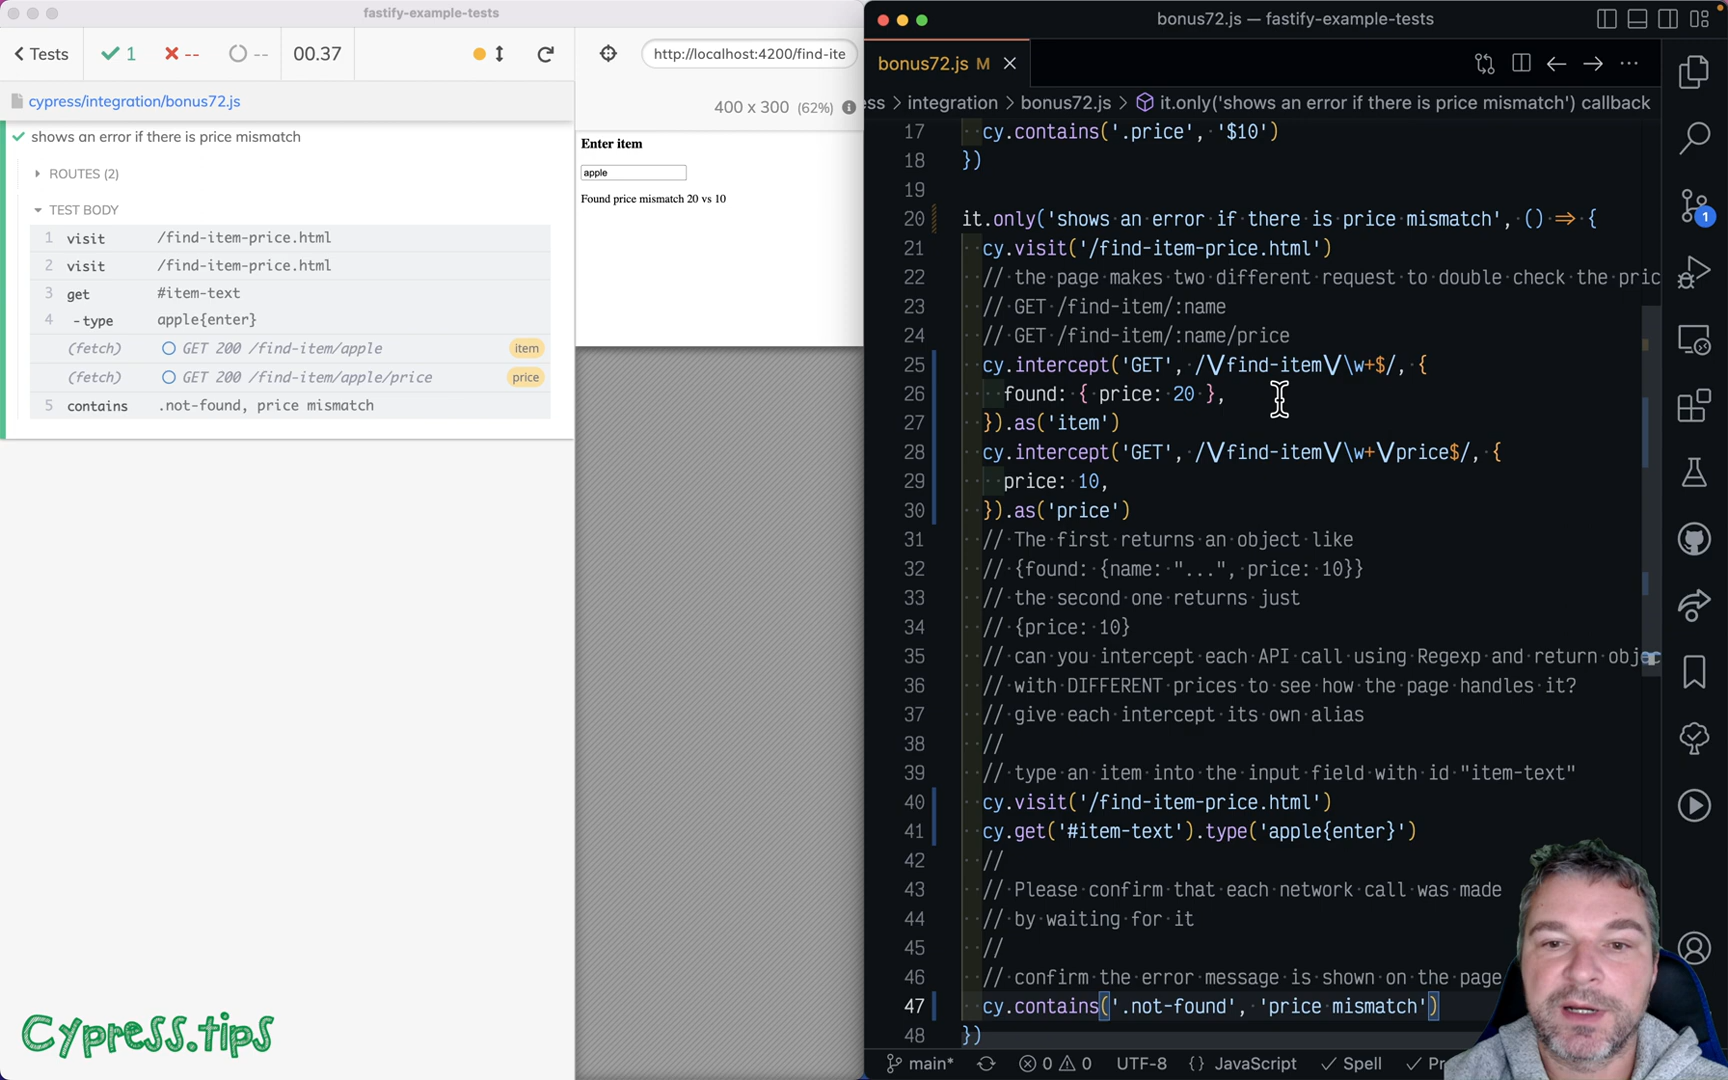 fastify-example-tests
Tests
1
--
--
00.37
http://localhost:4200/find-ite
cypress/integration/bonus72.js
400 x 300 (62%)
shows an error if there is price mismatch
ROUTES (2)
TEST BODY
1 visit /find-item-price.html
2 visit /find-item-price.html
3 get #item-text
4 -type apple{enter}
(fetch) GET 200 /find-item/apple item
(fetch) GET 200 /find-item/apple/price price
5 contains .not-found, price mismatch
Enter item
apple
Found price mismatch 20 vs 10
Cypress.tips
bonus72.js — fastify-example-tests
bonus72.js M
ess > integration > bonus72.js > it.only('shows an error if there is price mismatch') callback
17 cy.contains('.price', '$10')
18 })
19
20 it.only('shows an error if there is price mismatch', () => {
21 cy.visit('/find-item-price.html')
22 // the page makes two different request to double check the pric
23 // GET /find-item/:name
24 // GET /find-item/:name/price
25 cy.intercept('GET', /\/find-item\/\w+$/, {
26 found: { price: 20 },
27 }).as('item')
28 cy.intercept('GET', /\/find-item\/\w+\/price$/, {
29 price: 10,
30 }).as('price')
31 // The first returns an object like
32 // {found: {name: "...", price: 10}}
33 // the second one returns just
34 // {price: 10}
35 // can you intercept each API call using Regexp and return objec
36 // with DIFFERENT prices to see how the page handles it?
37 // give each intercept its own alias
38 //
39 // type an item into the input field with id "item-text"
40 cy.visit('/find-item-price.html')
41 cy.get('#item-text').type('apple{enter}')
42 //
43 // Please confirm that each network call was made
44 // by waiting for it
45 //
46 // confirm the error message is shown on the page
47 cy.contains('.not-found', 'price mismatch')
48 })
1
main* 0 0 UTF-8 {} JavaScript Spell Pr